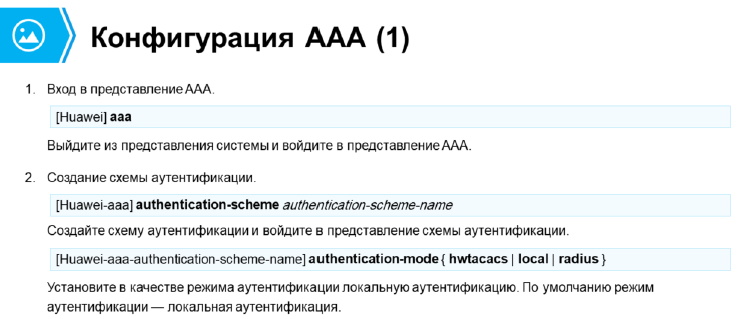 Конфигурация AAA (1)
1. Вход в представление AAA.
[Huawei] aaa
Выйдите из представления системы и войдите в представление AAA.
2. Создание схемы аутентификации.
[Huawei-aaa] authentication-scheme authentication-scheme-name
Создайте схему аутентификации и войдите в представление схемы аутентификации.
[Huawei-aaa-authentication-scheme-name] authentication-mode { hwtacacs | local | radius }
Установите в качестве режима аутентификации локальную аутентификацию. По умолчанию режим
аутентификации — локальная аутентификация.